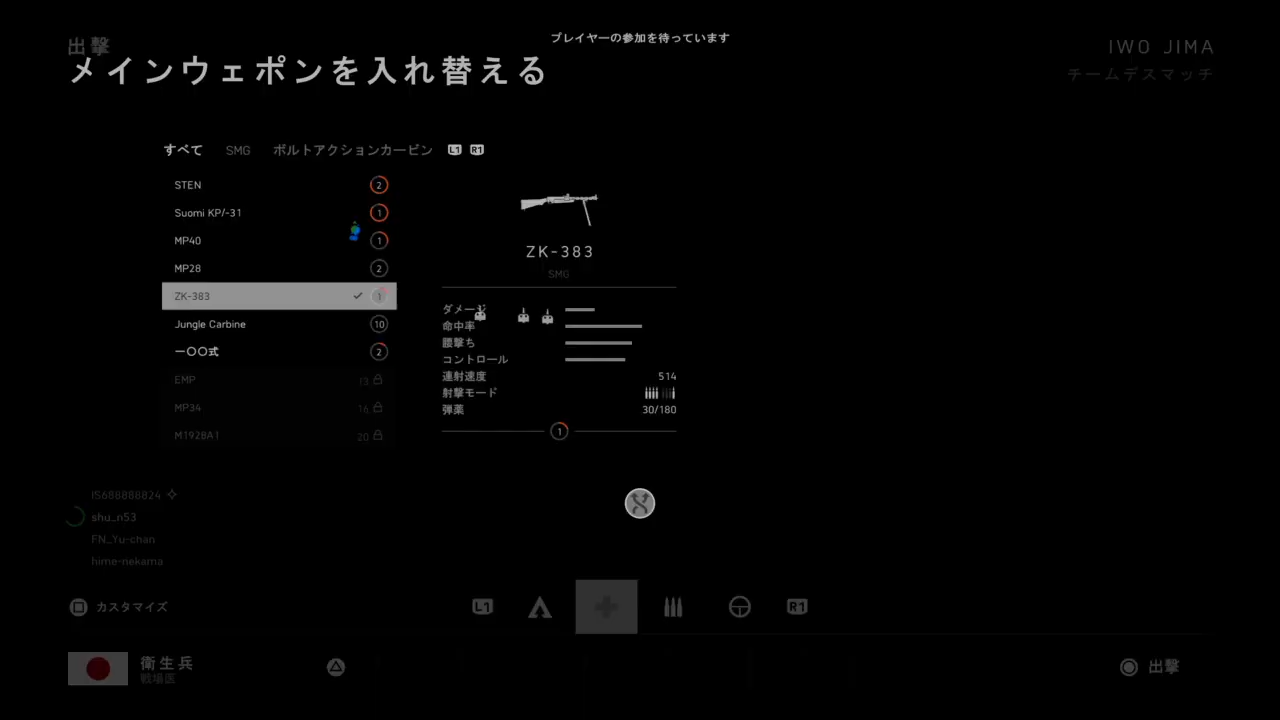 プレイヤーの参加を待っています
出撃
メインウェポンを入れ替える
IWO JIMA
チームデスマッチ
すべて SMG ボルトアクションカービン L1 R1
STEN 2
Suomi KP/-31 1
MP40 1
MP28 2
ZK-383 1
Jungle Carbine 10
一〇〇式 2
EMP 13
MP34 16
M1928A1 20
ZK-383
SMG
ダメージ
命中率
腰撃ち
コントロール
連射速度 514
射撃モード
弾薬 30/180
1
IS688888824
shu_n53
FN_Yu-chan
hime-nekama
カスタマイズ
L1 R1
衛生兵
戦場医
出撃